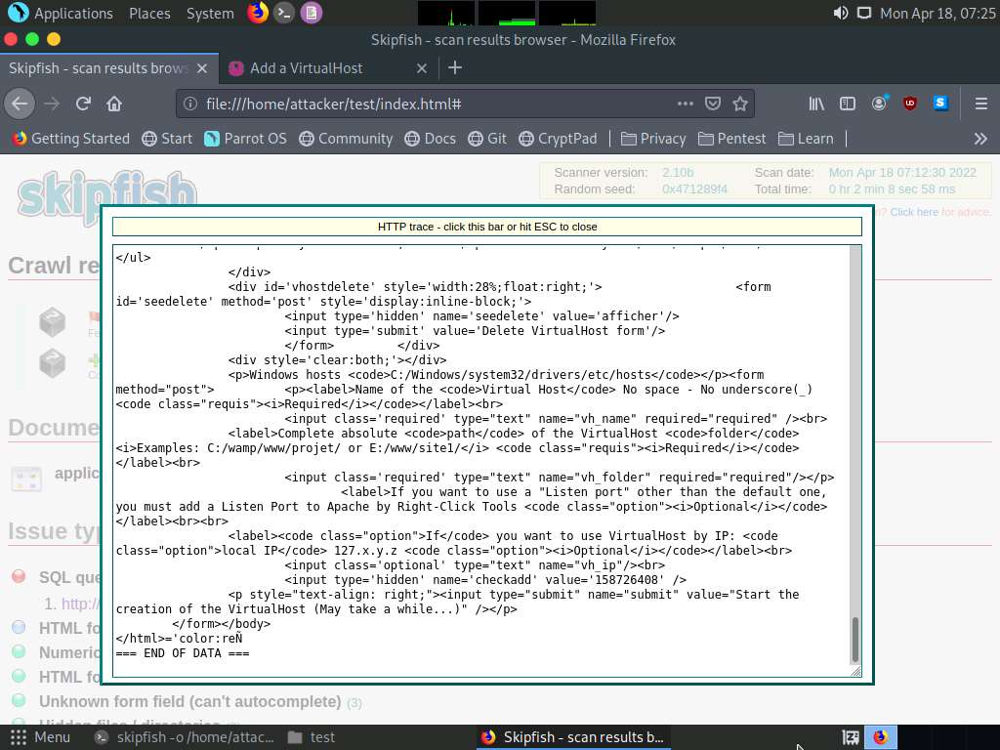 Applications Places System Mon Apr 18, 07:25
Skipfish - scan results browser - Mozilla Firefox
Skipfish - scan results brows Add a VirtualHost
file:///home/attacker/test/index.html#
Getting Started Start Parrot OS Community Docs Git CryptPad Privacy Pentest Learn
skipfish
Scanner version: 2.10b Scan date: Mon Apr 18 07:12:30 2022
Random seed: 0x471289f4 Total time: 0 hr 2 min 8 sec 58 ms
n? Click here for advice.
HTTP trace - click this bar or hit ESC to close
Crawl re
</ul>
</div>
<div id='vhostdelete' style='width:28%;float:right;'> <form
id='seedelete' method='post' style='display:inline-block;'>
<input type='hidden' name='seedelete' value='afficher'/>
<input type='submit' value='Delete VirtualHost form'/>
</form> </div>
<div style='clear:both;'></div>
<p>Windows hosts <code>C:/Windows/system32/drivers/etc/hosts</code></p><form
method="post"> <p><label>Name of the <code>Virtual Host</code> No space - No underscore(_)
<code class="requis"><i>Required</i></code></label><br>
<input class='required' type="text" name="vh_name" required="required" /><br>
<label>Complete absolute <code>path</code> of the VirtualHost <code>folder</code>
<i>Examples: C:/wamp/www/projet/ or E:/www/site1/</i> <code class="requis"><i>Required</i></code>
</label><br>
<input class='required' type="text" name="vh_folder" required="required"/></p>
<label>If you want to use a "Listen port" other than the default one,
you must add a Listen Port to Apache by Right-Click Tools <code class="option"><i>Optional</i></code>
</label><br><br>
<label><code class="option">If</code> you want to use VirtualHost by IP: <code
class="option">local IP</code> 127.x.y.z <code class="option"><i>Optional</i></code></label><br>
<input class='optional' type="text" name="vh_ip"/><br>
<input type='hidden' name='checkadd' value='158726408' />
<p style="text-align: right;"><input type="submit" name="submit" value="Start the
creation of the VirtualHost (May take a while...)" /></p>
</form></body>
</html>='color:reÑ
=== END OF DATA ===
Fe
Co
Docume
applic
Issue typ
SQL que
1. http://
HTML fo
Numeric
HTML fo
Unknown form field (can't autocomplete) (3)
Hidden files / directories
Menu skipfish -o /home/attac... test Skipfish - scan results b...